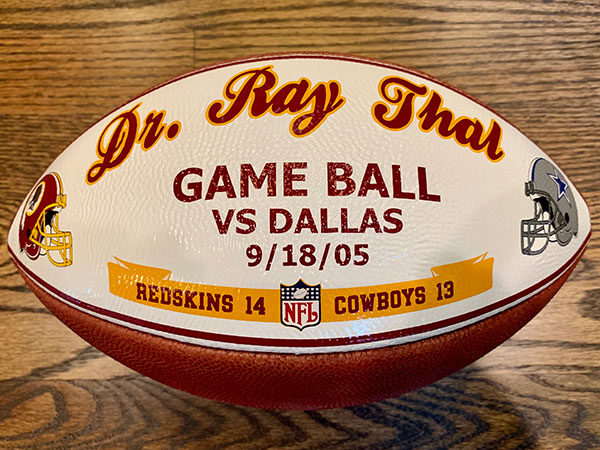 Dr. Ray Thal
GAME BALL
VS DALLAS
9/18/05
REDSKINS 14 NFL COWBOYS 13